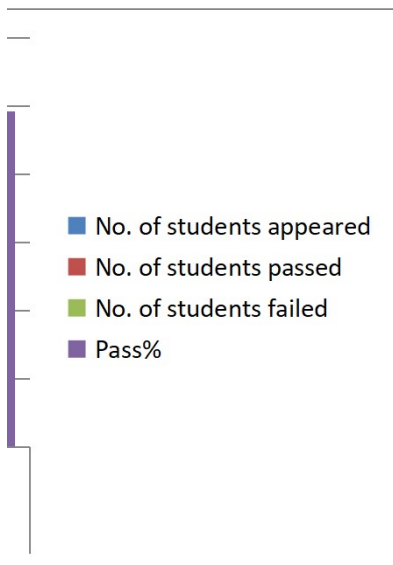 No. of students appeared
No. of students passed
No. of students failed
Pass%